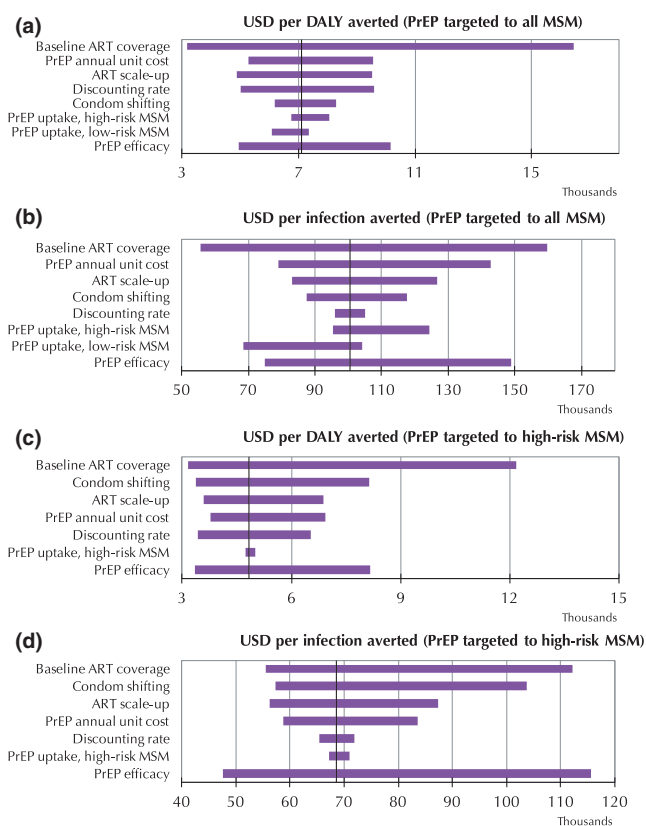 (a)
USD per DALY averted (PrEP targeted to all MSM)
Baseline ART coverage
PrEP annual unit cost
ART scale-up
Discounting rate
Condom shifting
PrEP uptake, high-risk MSM
PrEP uptake, low-risk MSM
PrEP efficacy
3 7 11 15
Thousands
(b)
USD per infection averted (PrEP targeted to all MSM)
Baseline ART coverage
PrEP annual unit cost
ART scale-up
Condom shifting
Discounting rate
PrEP uptake, high-risk MSM
PrEP uptake, low-risk MSM
PrEP efficacy
50 70 90 110 130 150 170
Thousands
(c)
USD per DALY averted (PrEP targeted to high-risk MSM)
Baseline ART coverage
Condom shifting
ART scale-up
PrEP annual unit cost
Discounting rate
PrEP uptake, high-risk MSM
PrEP efficacy
3 6 9 12 15
Thousands
(d)
USD per infection averted (PrEP targeted to high-risk MSM)
Baseline ART coverage
Condom shifting
ART scale-up
PrEP annual unit cost
Discounting rate
PrEP uptake, high-risk MSM
PrEP efficacy
40 50 60 70 80 90 100 110 120
Thousands